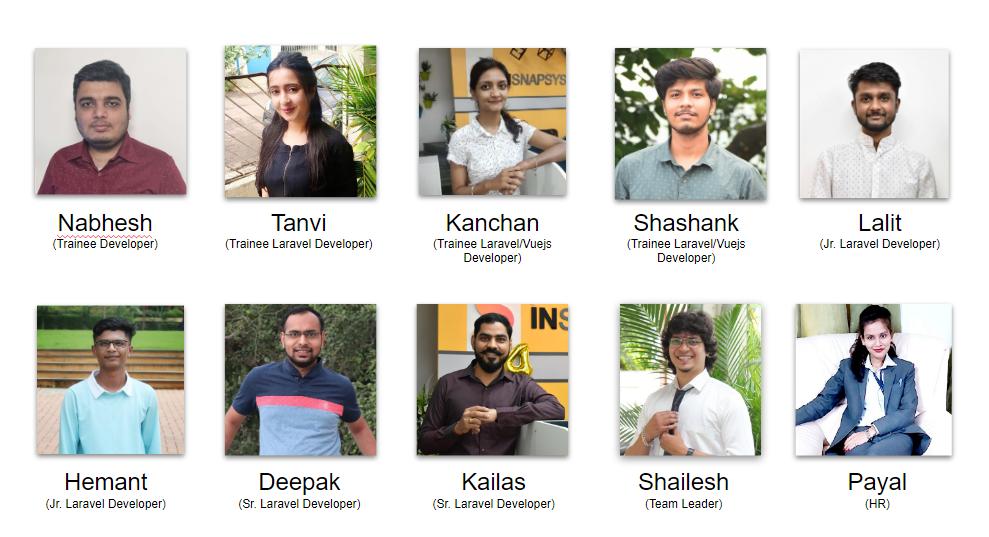 SNAPSYS
Nabhesh
(Trainee Developer)
Tanvi
(Trainee Laravel Developer)
Kanchan
(Trainee Laravel/Vuejs
Developer)
Shashank
(Trainee Laravel/Vuejs
Developer)
Lalit
(Jr. Laravel Developer)
INS
Hemant
(Jr. Laravel Developer)
Deepak
(Sr. Laravel Developer)
Kailas
(Sr. Laravel Developer)
Shailesh
(Team Leader)
Payal
(HR)